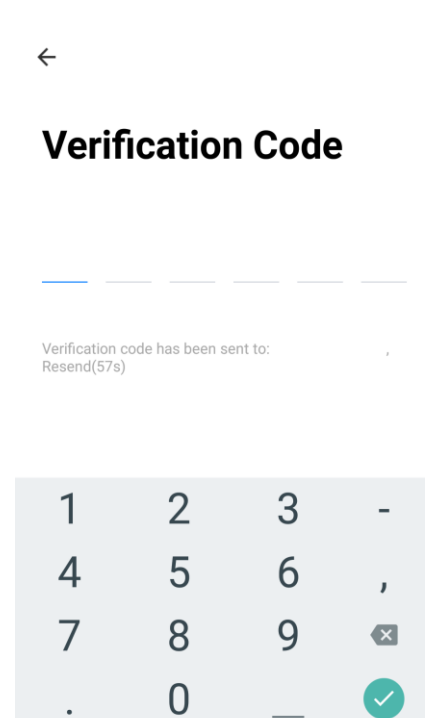 Verification Code
Verification code has been sent to: ,
Resend(57s)
1 2 3 -
4 5 6 ,
7 8 9
. 0